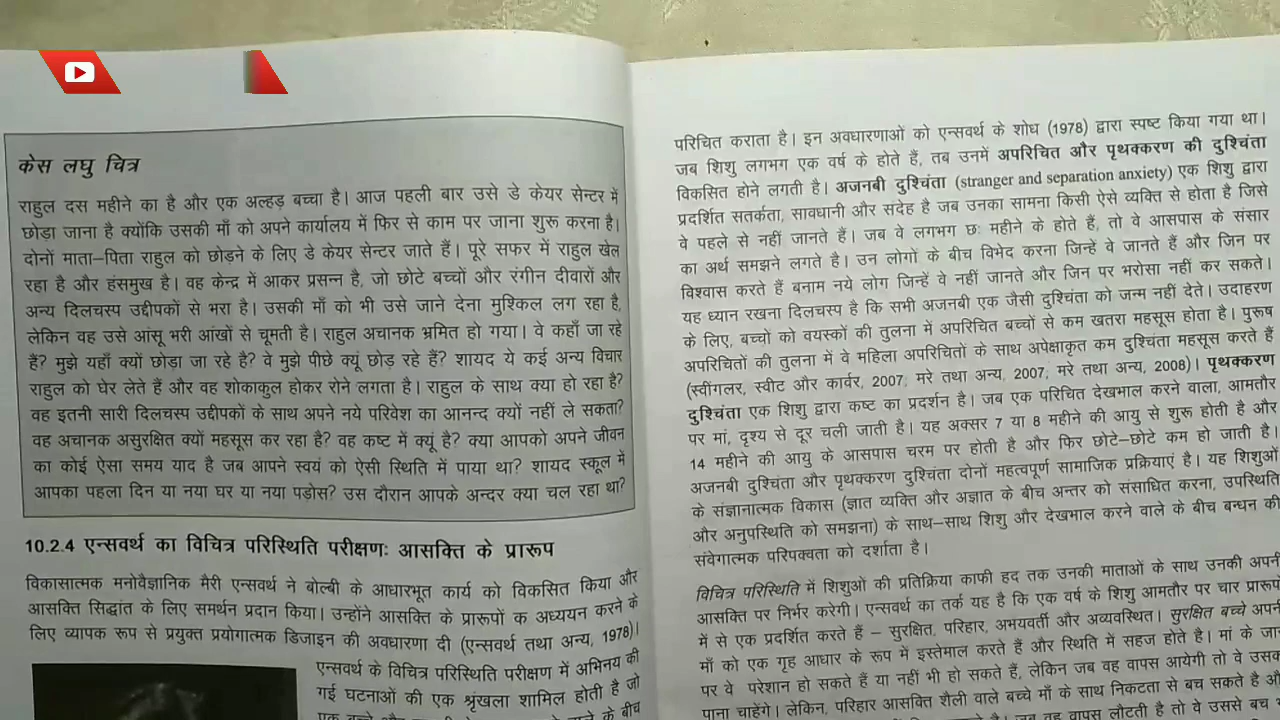 केस लघु चित्र
राहुल दस महीने का है और एक अल्हड़ बच्चा है। आज पहली बार उसे डे केयर सेन्टर में
छोड़ा जाना है क्योंकि उसकी माँ को अपने कार्यालय में फिर से काम पर जाना शुरू करना है।
दोनों माता–पिता राहुल को छोड़ने के लिए डे केयर सेन्टर जाते हैं। पूरे सफर में राहुल खेल
रहा है और हंसमुख है। वह केन्द्र में आकर प्रसन्न है, जो छोटे बच्चों और रंगीन दीवारों और
अन्य दिलचस्प उद्दीपकों से भरा है। उसकी माँ को भी उसे जाने देना मुश्किल लग रहा है,
लेकिन वह उसे आंसू भरी आंखों से चूमती है। राहुल अचानक भ्रमित हो गया। वे कहाँ जा रहे
हैं? मुझे यहाँ क्यों छोड़ा जा रहे है? वे मुझे पीछे क्यूं छोड़ रहे हैं? शायद ये कई अन्य विचार
राहुल को घेर लेते हैं और वह शोकाकुल होकर रोने लगता है। राहुल के साथ क्या हो रहा है?
वह इतनी सारी दिलचस्प उद्दीपकों के साथ अपने नये परिवेश का आनन्द क्यों नहीं ले सकता?
वह अचानक असुरक्षित क्यों महसूस कर रहा है? वह कष्ट में क्यूं है? क्या आपको अपने जीवन
का कोई ऐसा समय याद है जब आपने स्वयं को ऐसी स्थिति में पाया था? शायद स्कूल में
आपका पहला दिन या नया घर या नया पड़ोस? उस दौरान आपके अन्दर क्या चल रहा था?
10.2.4 एन्सवर्थ का विचित्र परिस्थिति परीक्षणः आसक्ति के प्रारूप
विकासात्मक मनोवैज्ञानिक मैरी एन्सवर्थ ने बोल्बी के आधारभूत कार्य को विकसित किया और
आसक्ति सिद्धांत के लिए समर्थन प्रदान किया। उन्होंने आसक्ति के प्रारूपों क अध्ययन करने के
लिए व्यापक रूप से प्रयुक्त प्रयोगात्मक डिजाइन की अवधारणा दी (एन्सवर्थ तथा अन्य, 1978)।
एन्सवर्थ के विचित्र परिस्थिति परीक्षण में अभिनय की
गई घटनाओं की एक श्रृंखला शामिल होती है जो
परिचित कराता है। इन अवधारणाओं को एन्सवर्थ के शोध (1978) द्वारा स्पष्ट किया गया था।
जब शिशु लगभग एक वर्ष के होते हैं, तब उनमें अपरिचित और पृथक्करण की दुश्चिंता
विकसित होने लगती है। अजनबी दुश्चिंता (stranger and separation anxiety) एक शिशु द्वारा
प्रदर्शित सतर्कता, सावधानी और संदेह है जब उनका सामना किसी ऐसे व्यक्ति से होता है जिसे
वे पहले से नहीं जानते हैं। जब वे लगभग छः महीने के होते हैं, तो वे आसपास के संसार
का अर्थ समझने लगते है। उन लोगों के बीच विभेद करना जिन्हें वे जानते हैं और जिन पर
विश्वास करते हैं बनाम नये लोग जिन्हें वे नहीं जानते और जिन पर भरोसा नहीं कर सकते।
यह ध्यान रखना दिलचस्प है कि सभी अजनबी एक जैसी दुश्चिंता को जन्म नहीं देते। उदाहरण
के लिए, बच्चों को वयस्कों की तुलना में अपरिचित बच्चों से कम खतरा महसूस होता है। पुरूष
अपरिचितों की तुलना में वे महिला अपरिचितों के साथ अपेक्षाकृत कम दुश्चिंता महसूस करते हैं
(स्वींगलर, स्वीट और कार्वर, 2007, मरे तथा अन्य, 2007; मरे तथा अन्य, 2008)। पृथक्करण
दुश्चिंता एक शिशु द्वारा कष्ट का प्रदर्शन है। जब एक परिचित देखभाल करने वाला, आमतौर
पर मां, दृश्य से दूर चली जाती है। यह अक्सर 7 या 8 महीने की आयु से शुरू होती है और
14 महीने की आयु के आसपास चरम पर होती है और फिर छोटे–छोटे कम हो जाती है।
अजनबी दुश्चिंता और पृथक्करण दुश्चिंता दोनों महत्वपूर्ण सामाजिक प्रक्रियाएं है। यह शिशुओं
के संज्ञानात्मक विकास (ज्ञात व्यक्ति और अज्ञात के बीच अन्तर को संसाधित करना, उपस्थिति
और अनुपस्थिति को समझना) के साथ–साथ शिशु और देखभाल करने वाले के बीच बन्धन की
संवेगात्मक परिपक्वता को दर्शाता है।
विचित्र परिस्थिति में शिशुओं की प्रतिक्रिया काफी हद तक उनकी माताओं के साथ उनकी अपनी
आसक्ति पर निर्भर करेगी। एन्सवर्थ का तर्क यह है कि एक वर्ष के शिशु आमतौर पर चार प्रारूप
में से एक प्रदर्शित करते हैं – सुरक्षित, परिहार, अभयवर्ती और अव्यवस्थित। सुरक्षित बच्चे
माँ को एक गृह आधार के रूप में इस्तेमाल करते हैं और स्थिति में सहज होते है। मां के
पर वे परेशान हो सकते हैं या नहीं भी हो सकते हैं, लेकिन जब वह वापस आयेगी तो वे
पाना चाहेंगे। लेकिन, परिहार आसक्ति शैली वाले बच्चे माँ के साथ निकटता से बच सकते है